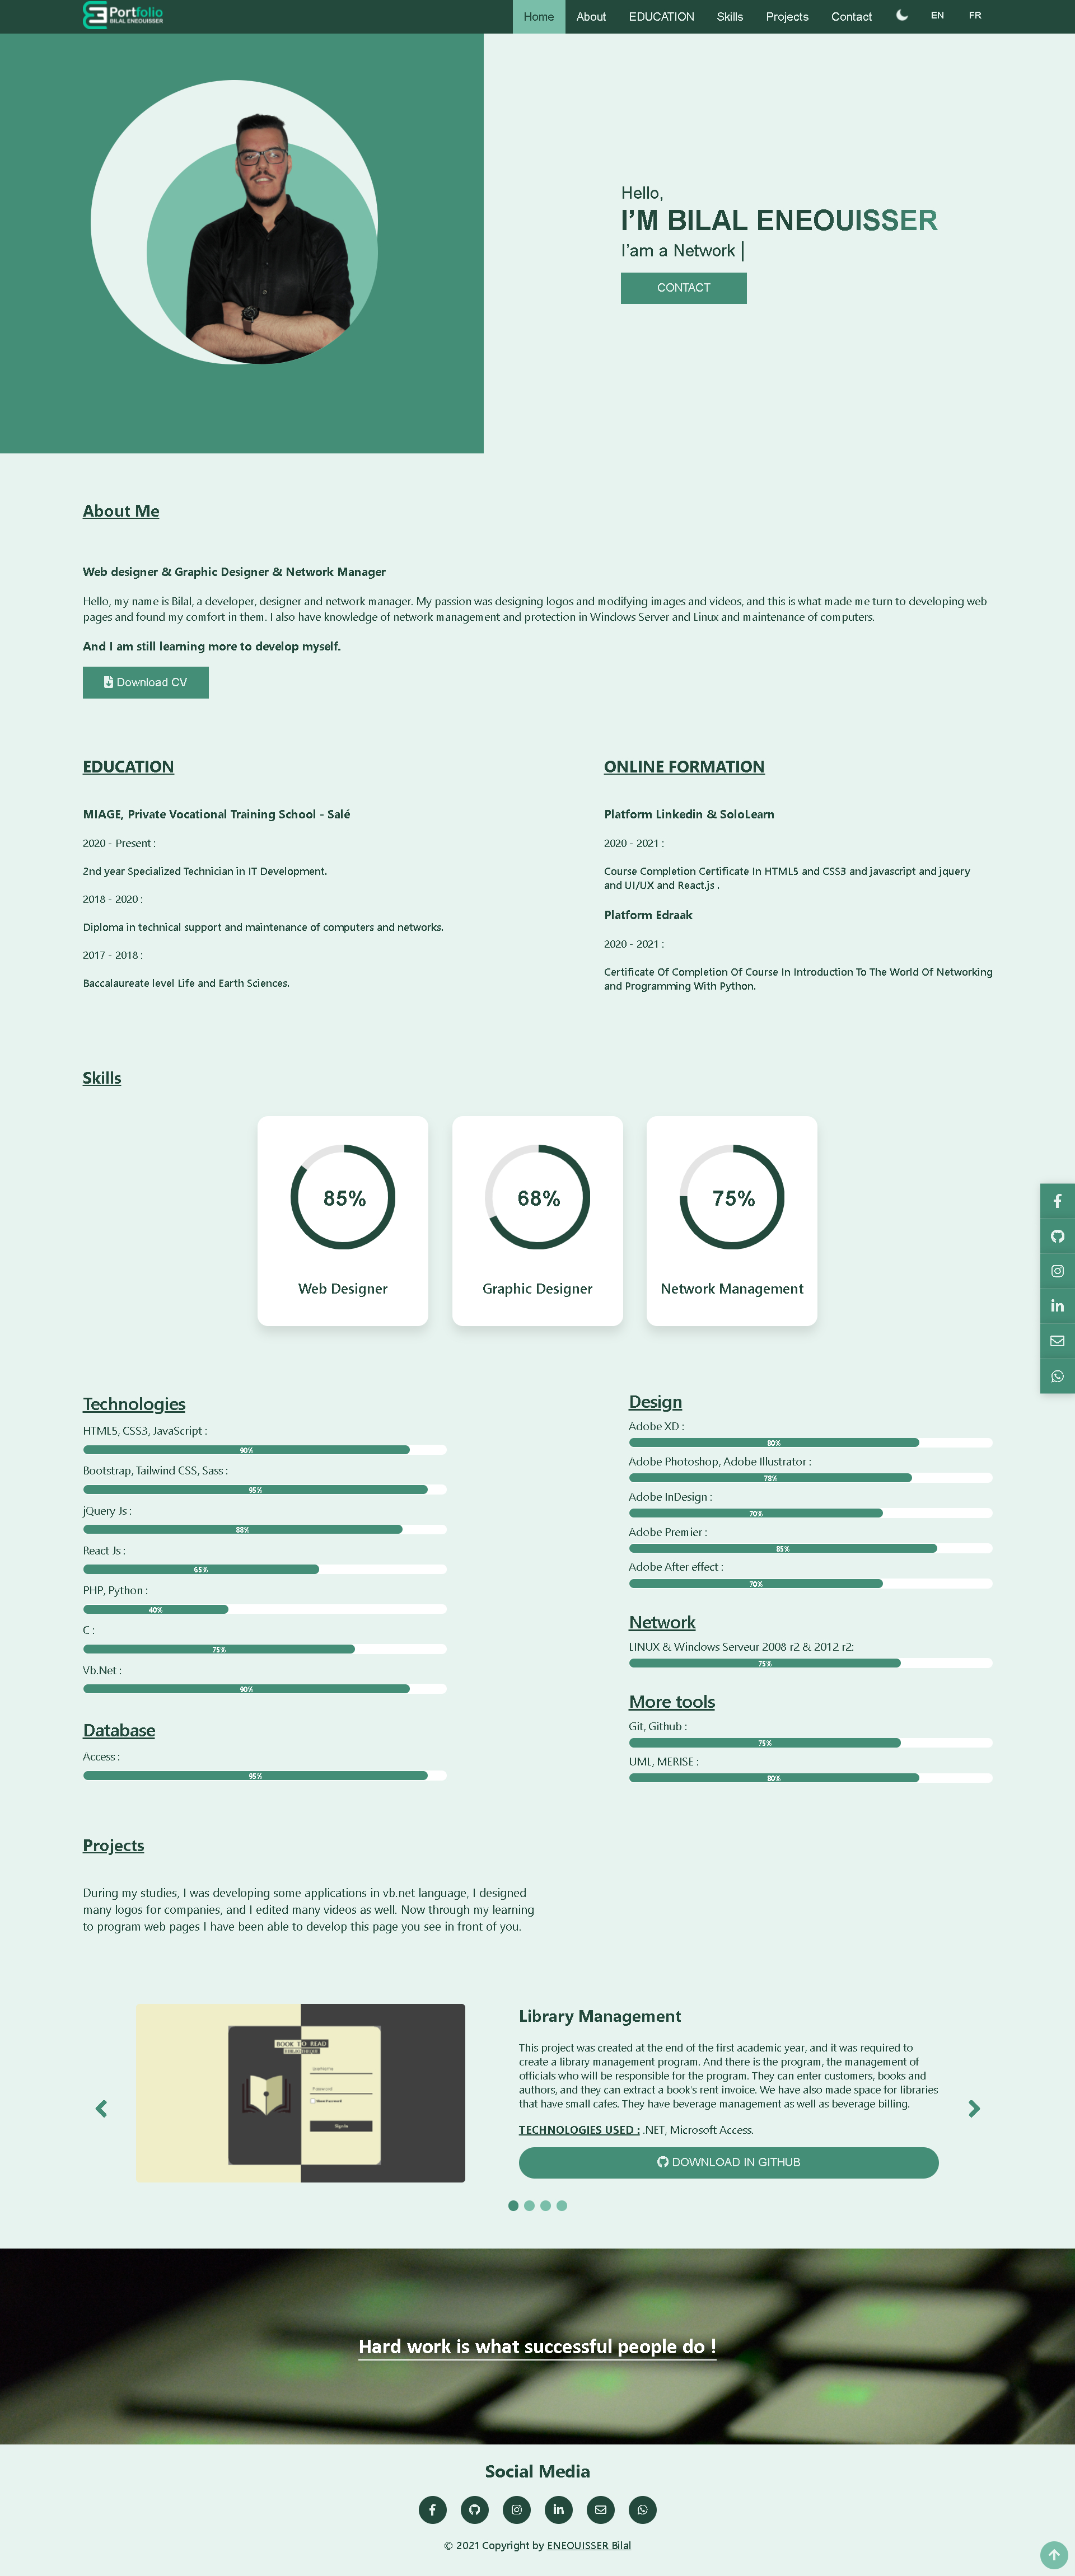 Portfolio
BILAL ENEOUISSER
Home About EDUCATION Skills Projects Contact EN FR
Hello,
I'M BILAL ENEOUISSER
I'am a Network |
CONTACT
About Me
Web designer & Graphic Designer & Network Manager
Hello, my name is Bilal, a developer, designer and network manager. My passion was designing logos and modifying images and videos, and this is what made me turn to developing web
pages and found my comfort in them. I also have knowledge of network management and protection in Windows Server and Linux and maintenance of computers.
And I am still learning more to develop myself.
Download CV
EDUCATION
MIAGE, Private Vocational Training School - Salé
2020 - Present :
2nd year Specialized Technician in IT Development.
2018 - 2020 :
Diploma in technical support and maintenance of computers and networks.
2017 - 2018 :
Baccalaureate level Life and Earth Sciences.
ONLINE FORMATION
Platform Linkedin & SoloLearn
2020 - 2021 :
Course Completion Certificate In HTML5 and CSS3 and javascript and jquery
and UI/UX and React.js .
Platform Edraak
2020 - 2021 :
Certificate Of Completion Of Course In Introduction To The World Of Networking
and Programming With Python.
Skills
85%
Web Designer
68%
Graphic Designer
75%
Network Management
Technologies
HTML5, CSS3, JavaScript :
90%
Bootstrap, Tailwind CSS, Sass :
95%
jQuery Js :
88%
React Js :
65%
PHP, Python :
40%
C :
75%
Vb.Net :
90%
Database
Access :
95%
Design
Adobe XD :
80%
Adobe Photoshop, Adobe Illustrator :
78%
Adobe InDesign :
70%
Adobe Premier :
85%
Adobe After effect :
70%
Network
LINUX & Windows Serveur 2008 r2 & 2012 r2:
75%
More tools
Git, Github :
75%
UML, MERISE :
80%
Projects
During my studies, I was developing some applications in vb.net language, I designed
many logos for companies, and I edited many videos as well. Now through my learning
to program web pages I have been able to develop this page you see in front of you.
BOOK TO READ
Password
Show Password
Sign in
Library Management
This project was created at the end of the first academic year, and it was required to
create a library management program. And there is the program, the management of
officials who will be responsible for the program. They can enter customers, books and
authors, and they can extract a book's rent invoice. We have also made space for libraries
that have small cafes. They have beverage management as well as beverage billing.
TECHNOLOGIES USED : .NET, Microsoft Access.
DOWNLOAD IN GITHUB
Hard work is what successful people do !
Social Media
© 2021 Copyright by ENEOUISSER Bilal